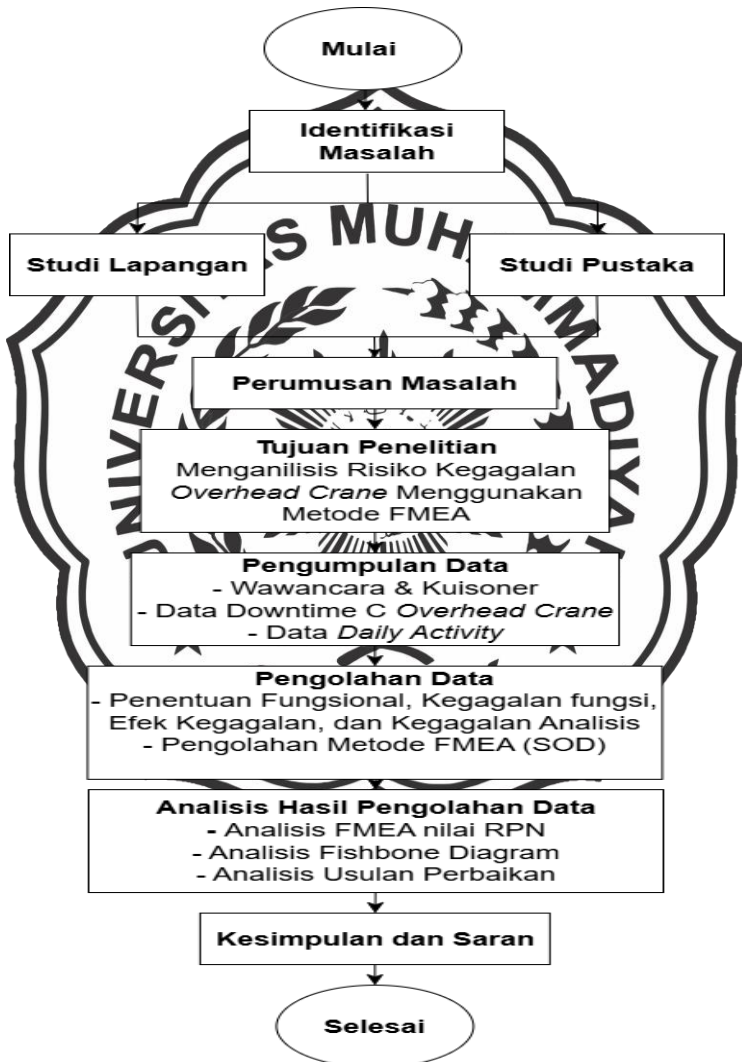 Mulai
Identifikasi
Masalah
UNIVERSITAS MUHAMMADIYAH
Studi Lapangan
Studi Pustaka
Perumusan Masalah
Tujuan Penelitian
Menganilisis Risiko Kegagalan
Overhead Crane Menggunakan
Metode FMEA
Pengumpulan Data
- Wawancara & Kuisoner
- Data Downtime C Overhead Crane
- Data Daily Activity
Pengolahan Data
- Penentuan Fungsional, Kegagalan fungsi,
Efek Kegagalan, dan Kegagalan Analisis
- Pengolahan Metode FMEA (SOD)
Analisis Hasil Pengolahan Data
- Analisis FMEA nilai RPN
- Analisis Fishbone Diagram
- Analisis Usulan Perbaikan
Kesimpulan dan Saran
Selesai